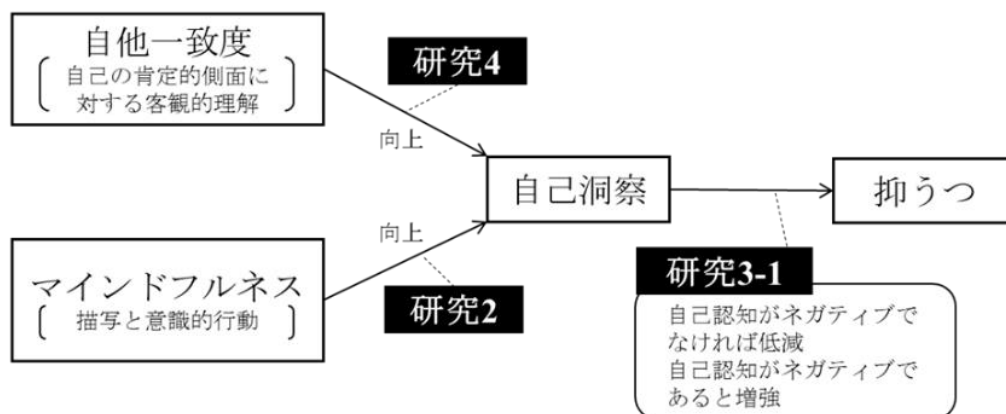 自他一致度
自己の肯定的側面に
対する客観的理解
研究4
向上
自己洞察
抑うつ
向上
マインドフルネス
描写と意識的行動
研究2
研究3-1
自己認知がネガティブで
なければ低減
自己認知がネガティブで
あると増強